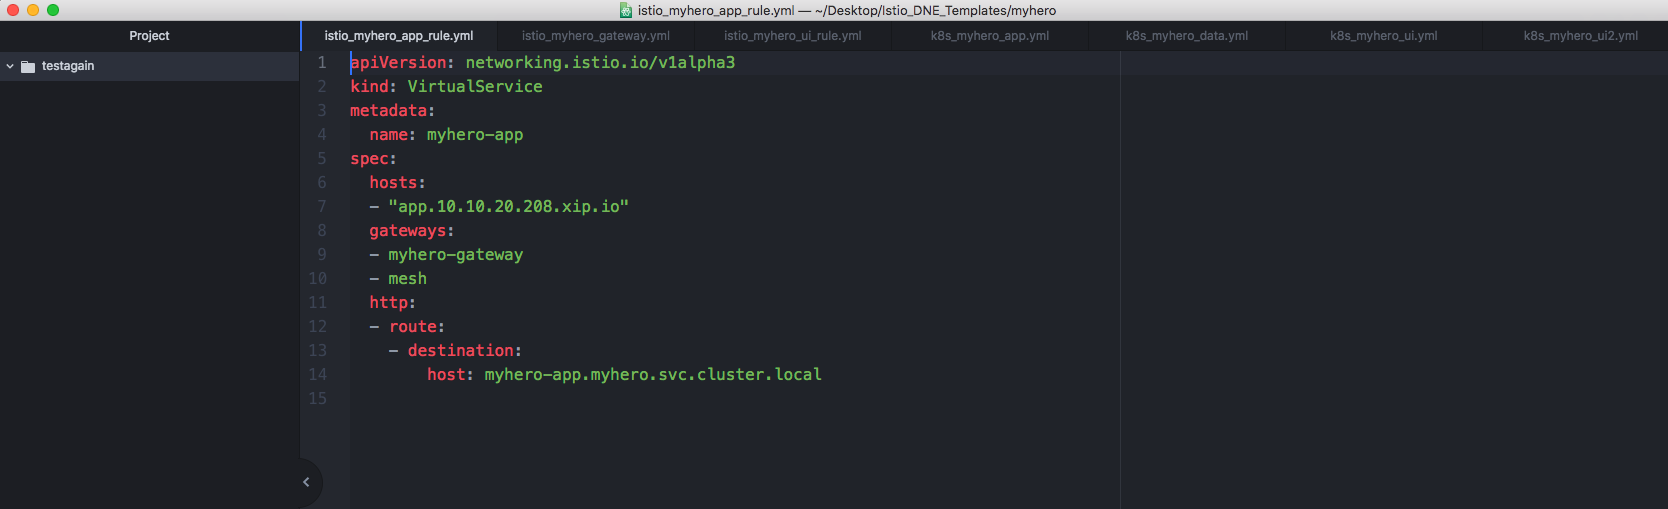 istio_myhero_app_rule.yml — ~/Desktop/Istio_DNE_Templates/myhero
Project
testagain
istio_myhero_app_rule.yml istio_myhero_gateway.yml istio_myhero_ui_rule.yml k8s_myhero_app.yml k8s_myhero_data.yml k8s_myhero_ui.yml k8s_myhero_ui2.yml
1 apiVersion: networking.istio.io/v1alpha3
2 kind: VirtualService
3 metadata:
4   name: myhero-app
5 spec:
6   hosts:
7   - "app.10.10.20.208.xip.io"
8   gateways:
9   - myhero-gateway
10   - mesh
11   http:
12   - route:
13     - destination:
14         host: myhero-app.myhero.svc.cluster.local
15